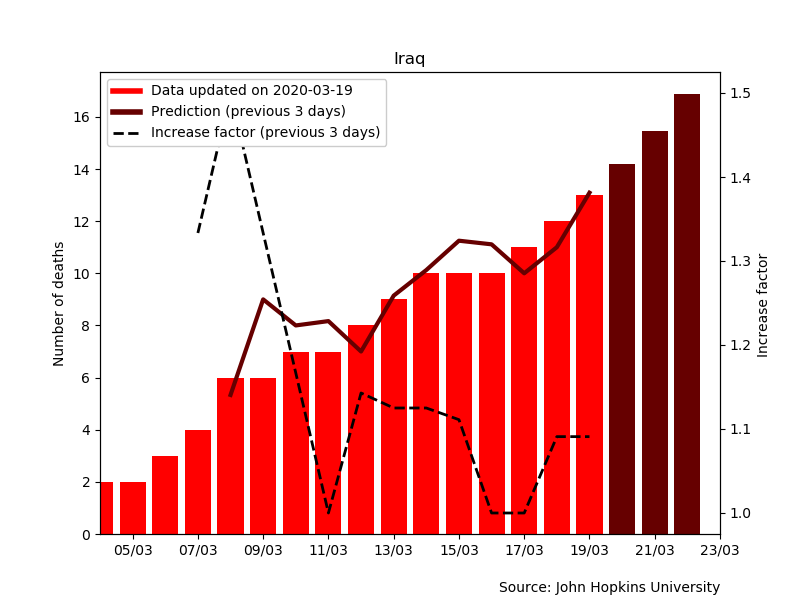 Iraq
Data updated on 2020-03-19
Prediction (previous 3 days)
Increase factor (previous 3 days)
Number of deaths
16
14
12
10
8
6
4
2
0
1.5
1.4
1.3
1.2
1.1
1.0
Increase factor
05/03 07/03 09/03 11/03 13/03 15/03 17/03 19/03 21/03 23/03
Source: John Hopkins University